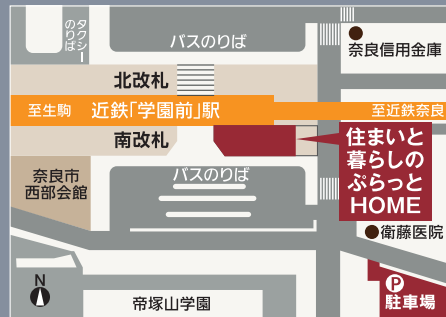 タクシー
のりば
バスのりば
奈良信用金庫
北改札
至生駒
近鉄「学園前」駅
至近鉄奈良
南改札
住まいと
暮らしの
ぷらっと
HOME
奈良市
西部会館
バスのりば
衛藤医院
N
帝塚山学園
P
駐車場